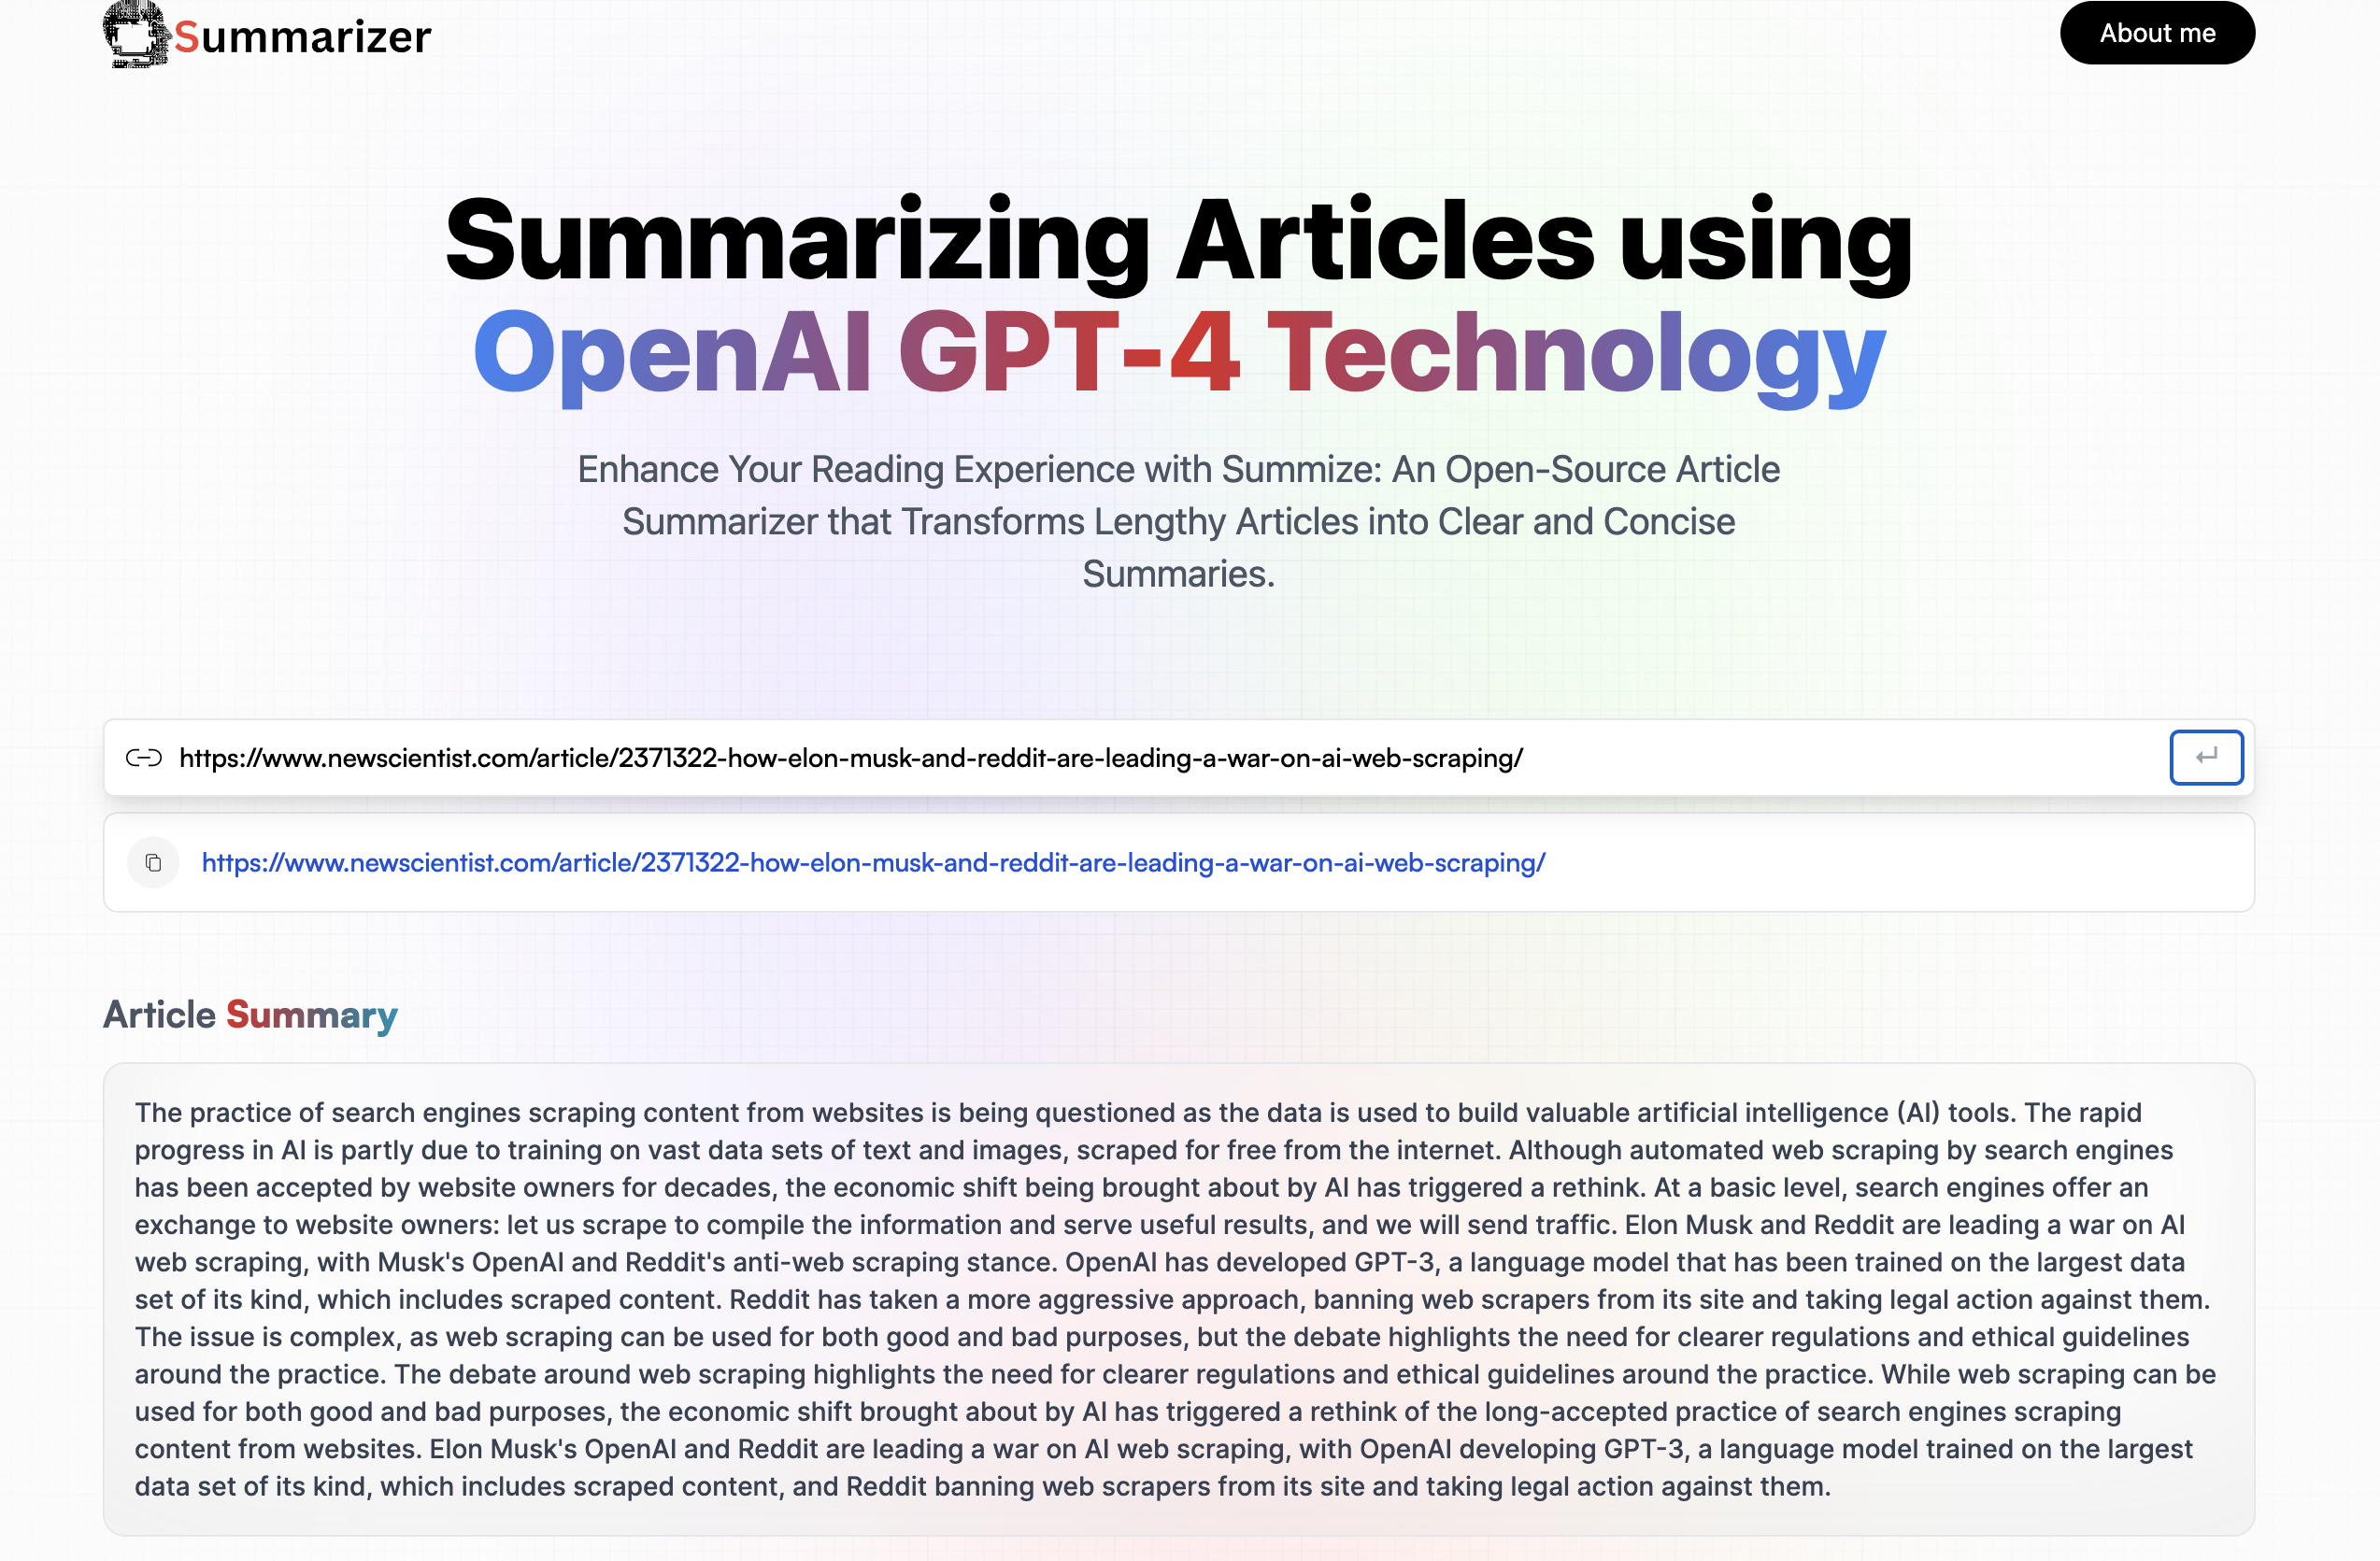 Summarizer
About me
Summarizing Articles using
OpenAI GPT-4 Technology
Enhance Your Reading Experience with Summize: An Open-Source Article
Summarizer that Transforms Lengthy Articles into Clear and Concise
Summaries.
https://www.newscientist.com/article/2371322-how-elon-musk-and-reddit-are-leading-a-war-on-ai-web-scraping/
https://www.newscientist.com/article/2371322-how-elon-musk-and-reddit-are-leading-a-war-on-ai-web-scraping/
Article Summary
The practice of search engines scraping content from websites is being questioned as the data is used to build valuable artificial intelligence (AI) tools. The rapid
progress in AI is partly due to training on vast data sets of text and images, scraped for free from the internet. Although automated web scraping by search engines
has been accepted by website owners for decades, the economic shift being brought about by AI has triggered a rethink. At a basic level, search engines offer an
exchange to website owners: let us scrape to compile the information and serve useful results, and we will send traffic. Elon Musk and Reddit are leading a war on AI
web scraping, with Musk's OpenAI and Reddit's anti-web scraping stance. OpenAI has developed GPT-3, a language model that has been trained on the largest data
set of its kind, which includes scraped content. Reddit has taken a more aggressive approach, banning web scrapers from its site and taking legal action against them.
The issue is complex, as web scraping can be used for both good and bad purposes, but the debate highlights the need for clearer regulations and ethical guidelines
around the practice. The debate around web scraping highlights the need for clearer regulations and ethical guidelines around the practice. While web scraping can be
used for both good and bad purposes, the economic shift brought about by AI has triggered a rethink of the long-accepted practice of search engines scraping
content from websites. Elon Musk's OpenAI and Reddit are leading a war on AI web scraping, with OpenAI developing GPT-3, a language model trained on the largest
data set of its kind, which includes scraped content, and Reddit banning web scrapers from its site and taking legal action against them.